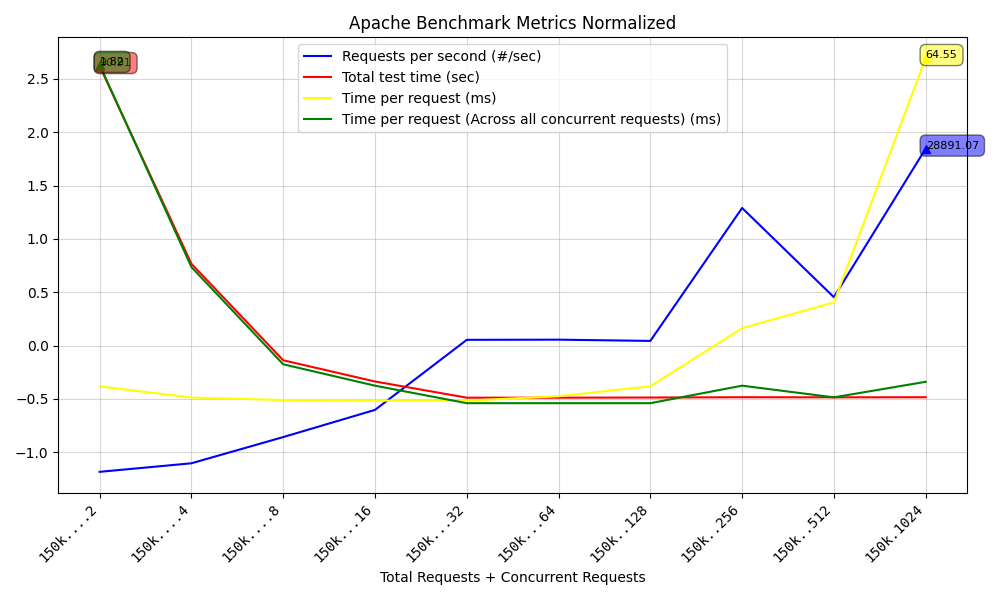 Apache Benchmark Metrics Normalized
Requests per second (#/sec)
Total test time (sec)
Time per request (ms)
Time per request (Across all concurrent requests) (ms)
64.55
28891.07
2.5
2.0
1.5
1.0
0.5
0.0
−0.5
−1.0
150k....2
150k....4
150k....8
150k...16
150k...32
150k...64
150k..128
150k..256
150k..512
150k.1024
Total Requests + Concurrent Requests